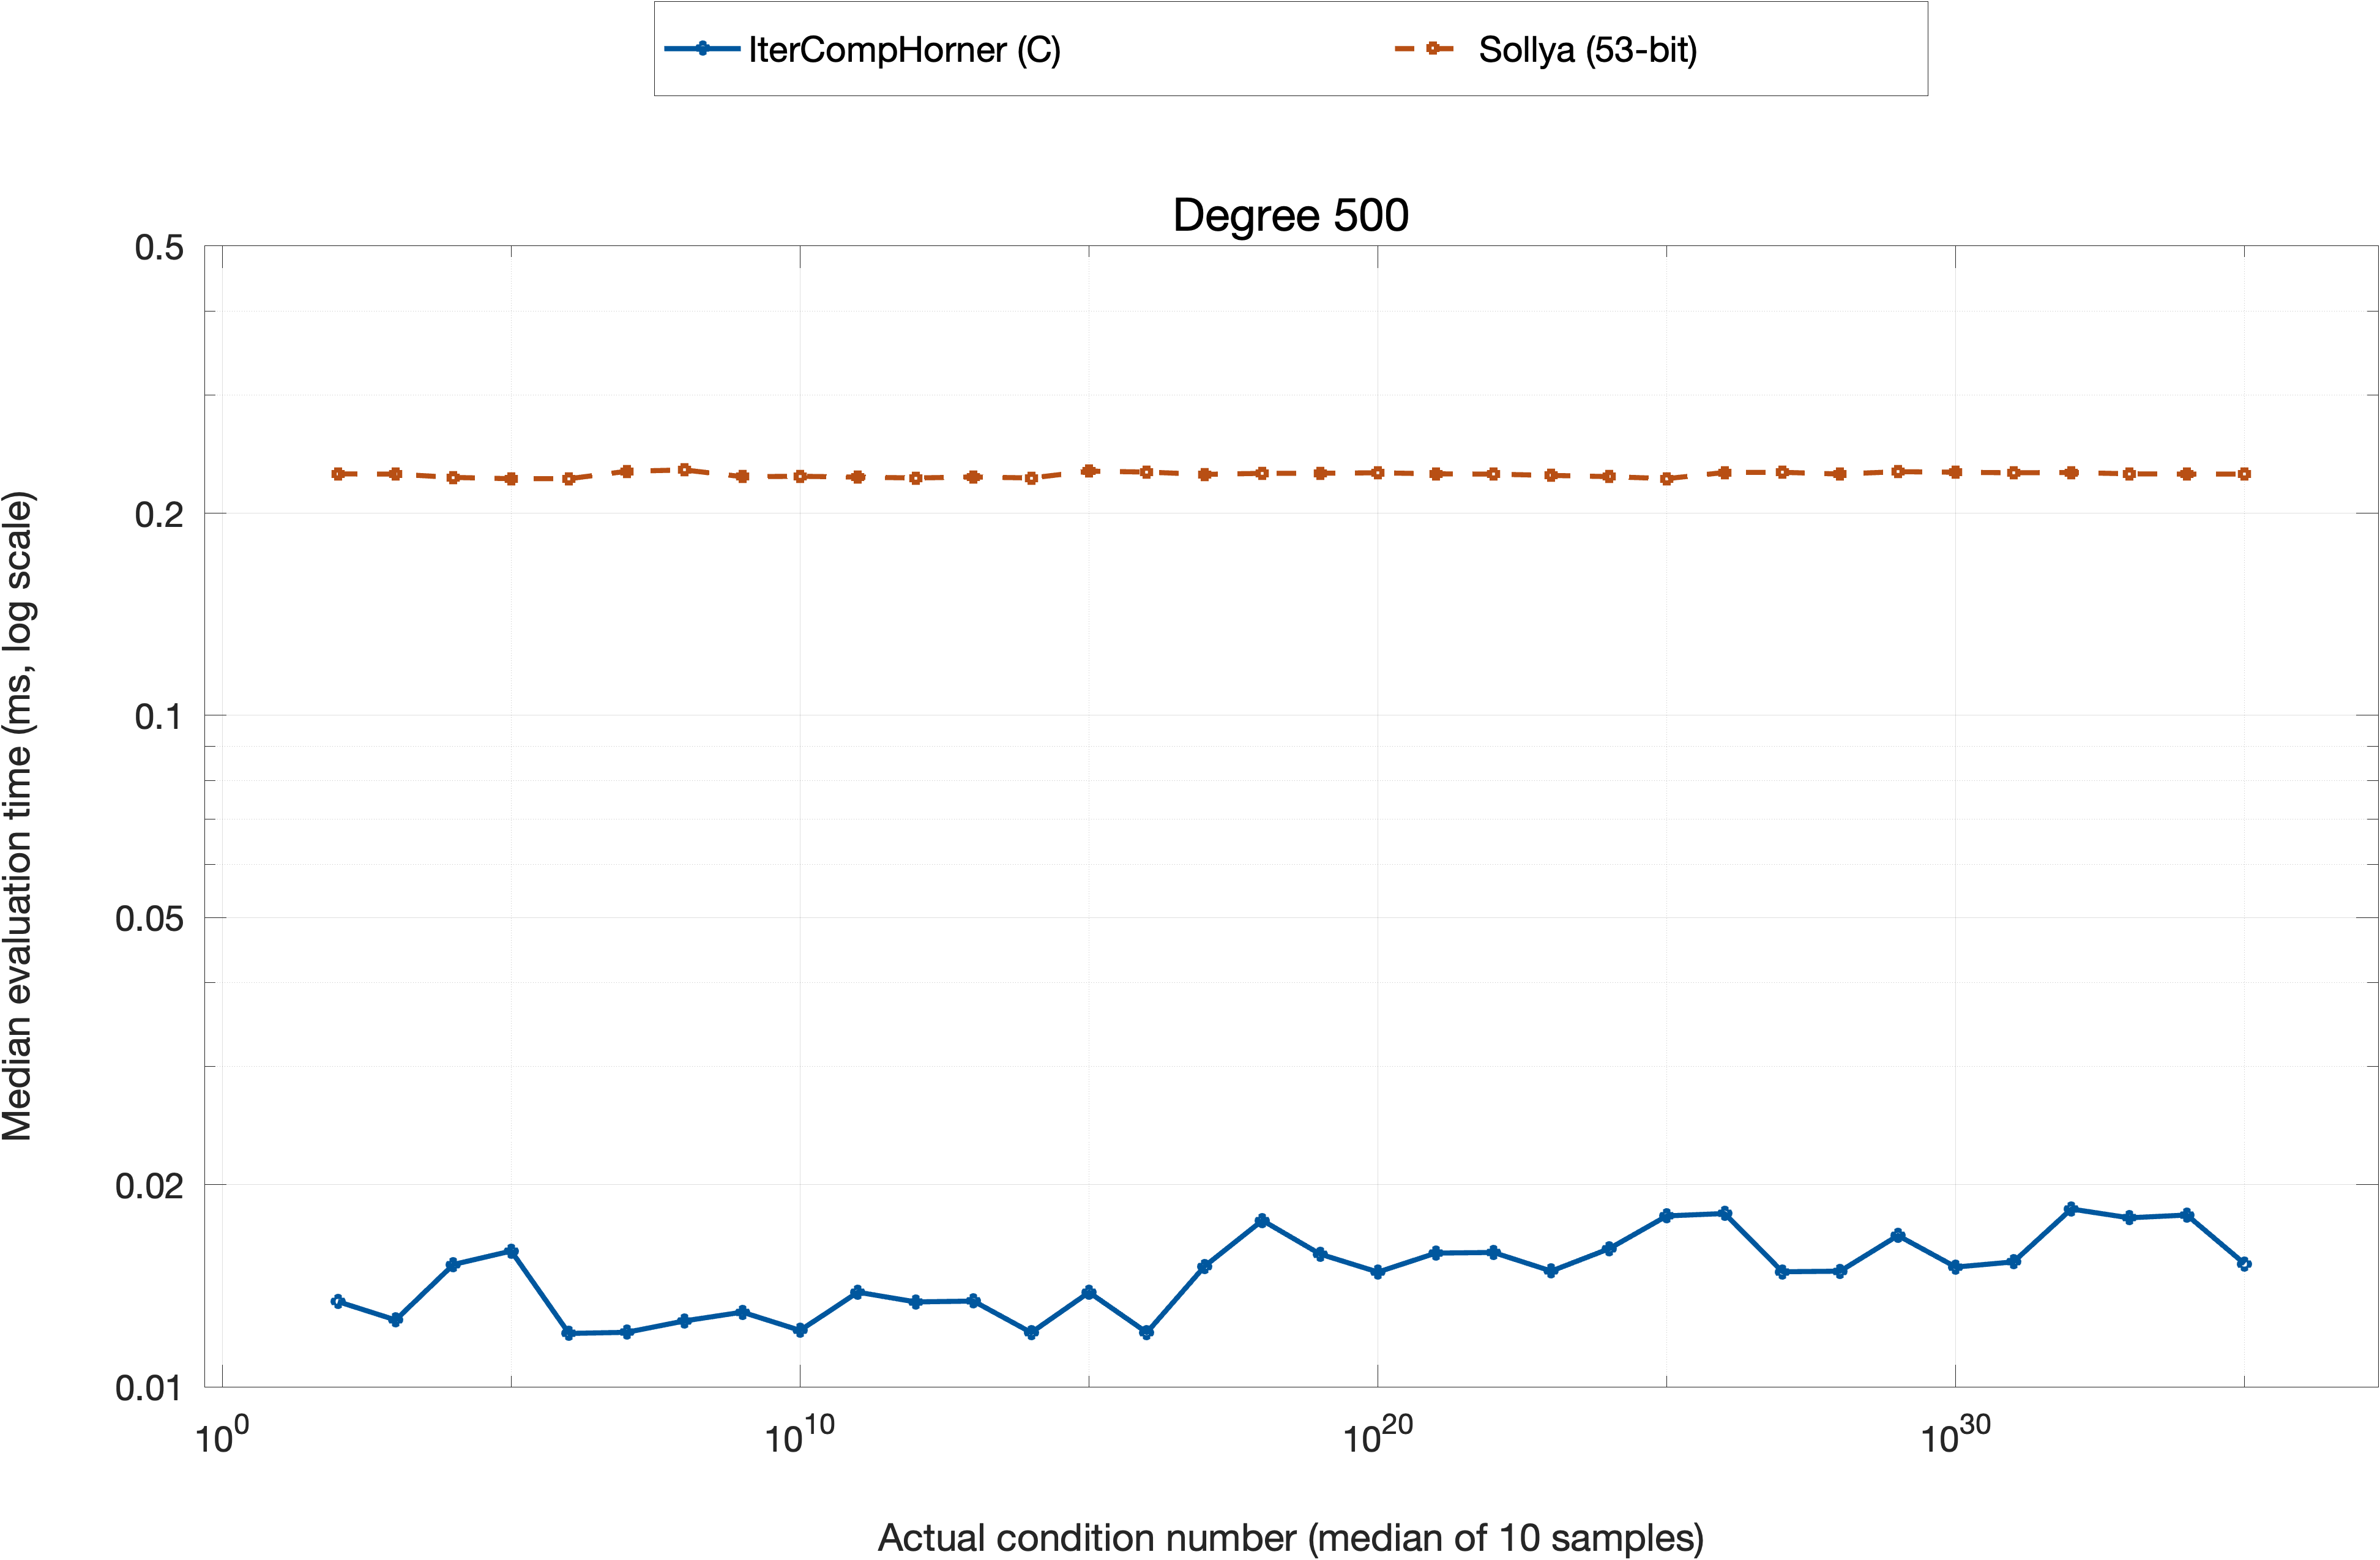 IterCompHorner (C)
Sollya (53-bit)
Degree 500
0.5
0.2
0.1
0.05
0.02
0.01
Median evaluation time (ms, log scale)
10^0
10^10
10^20
10^30
Actual condition number (median of 10 samples)